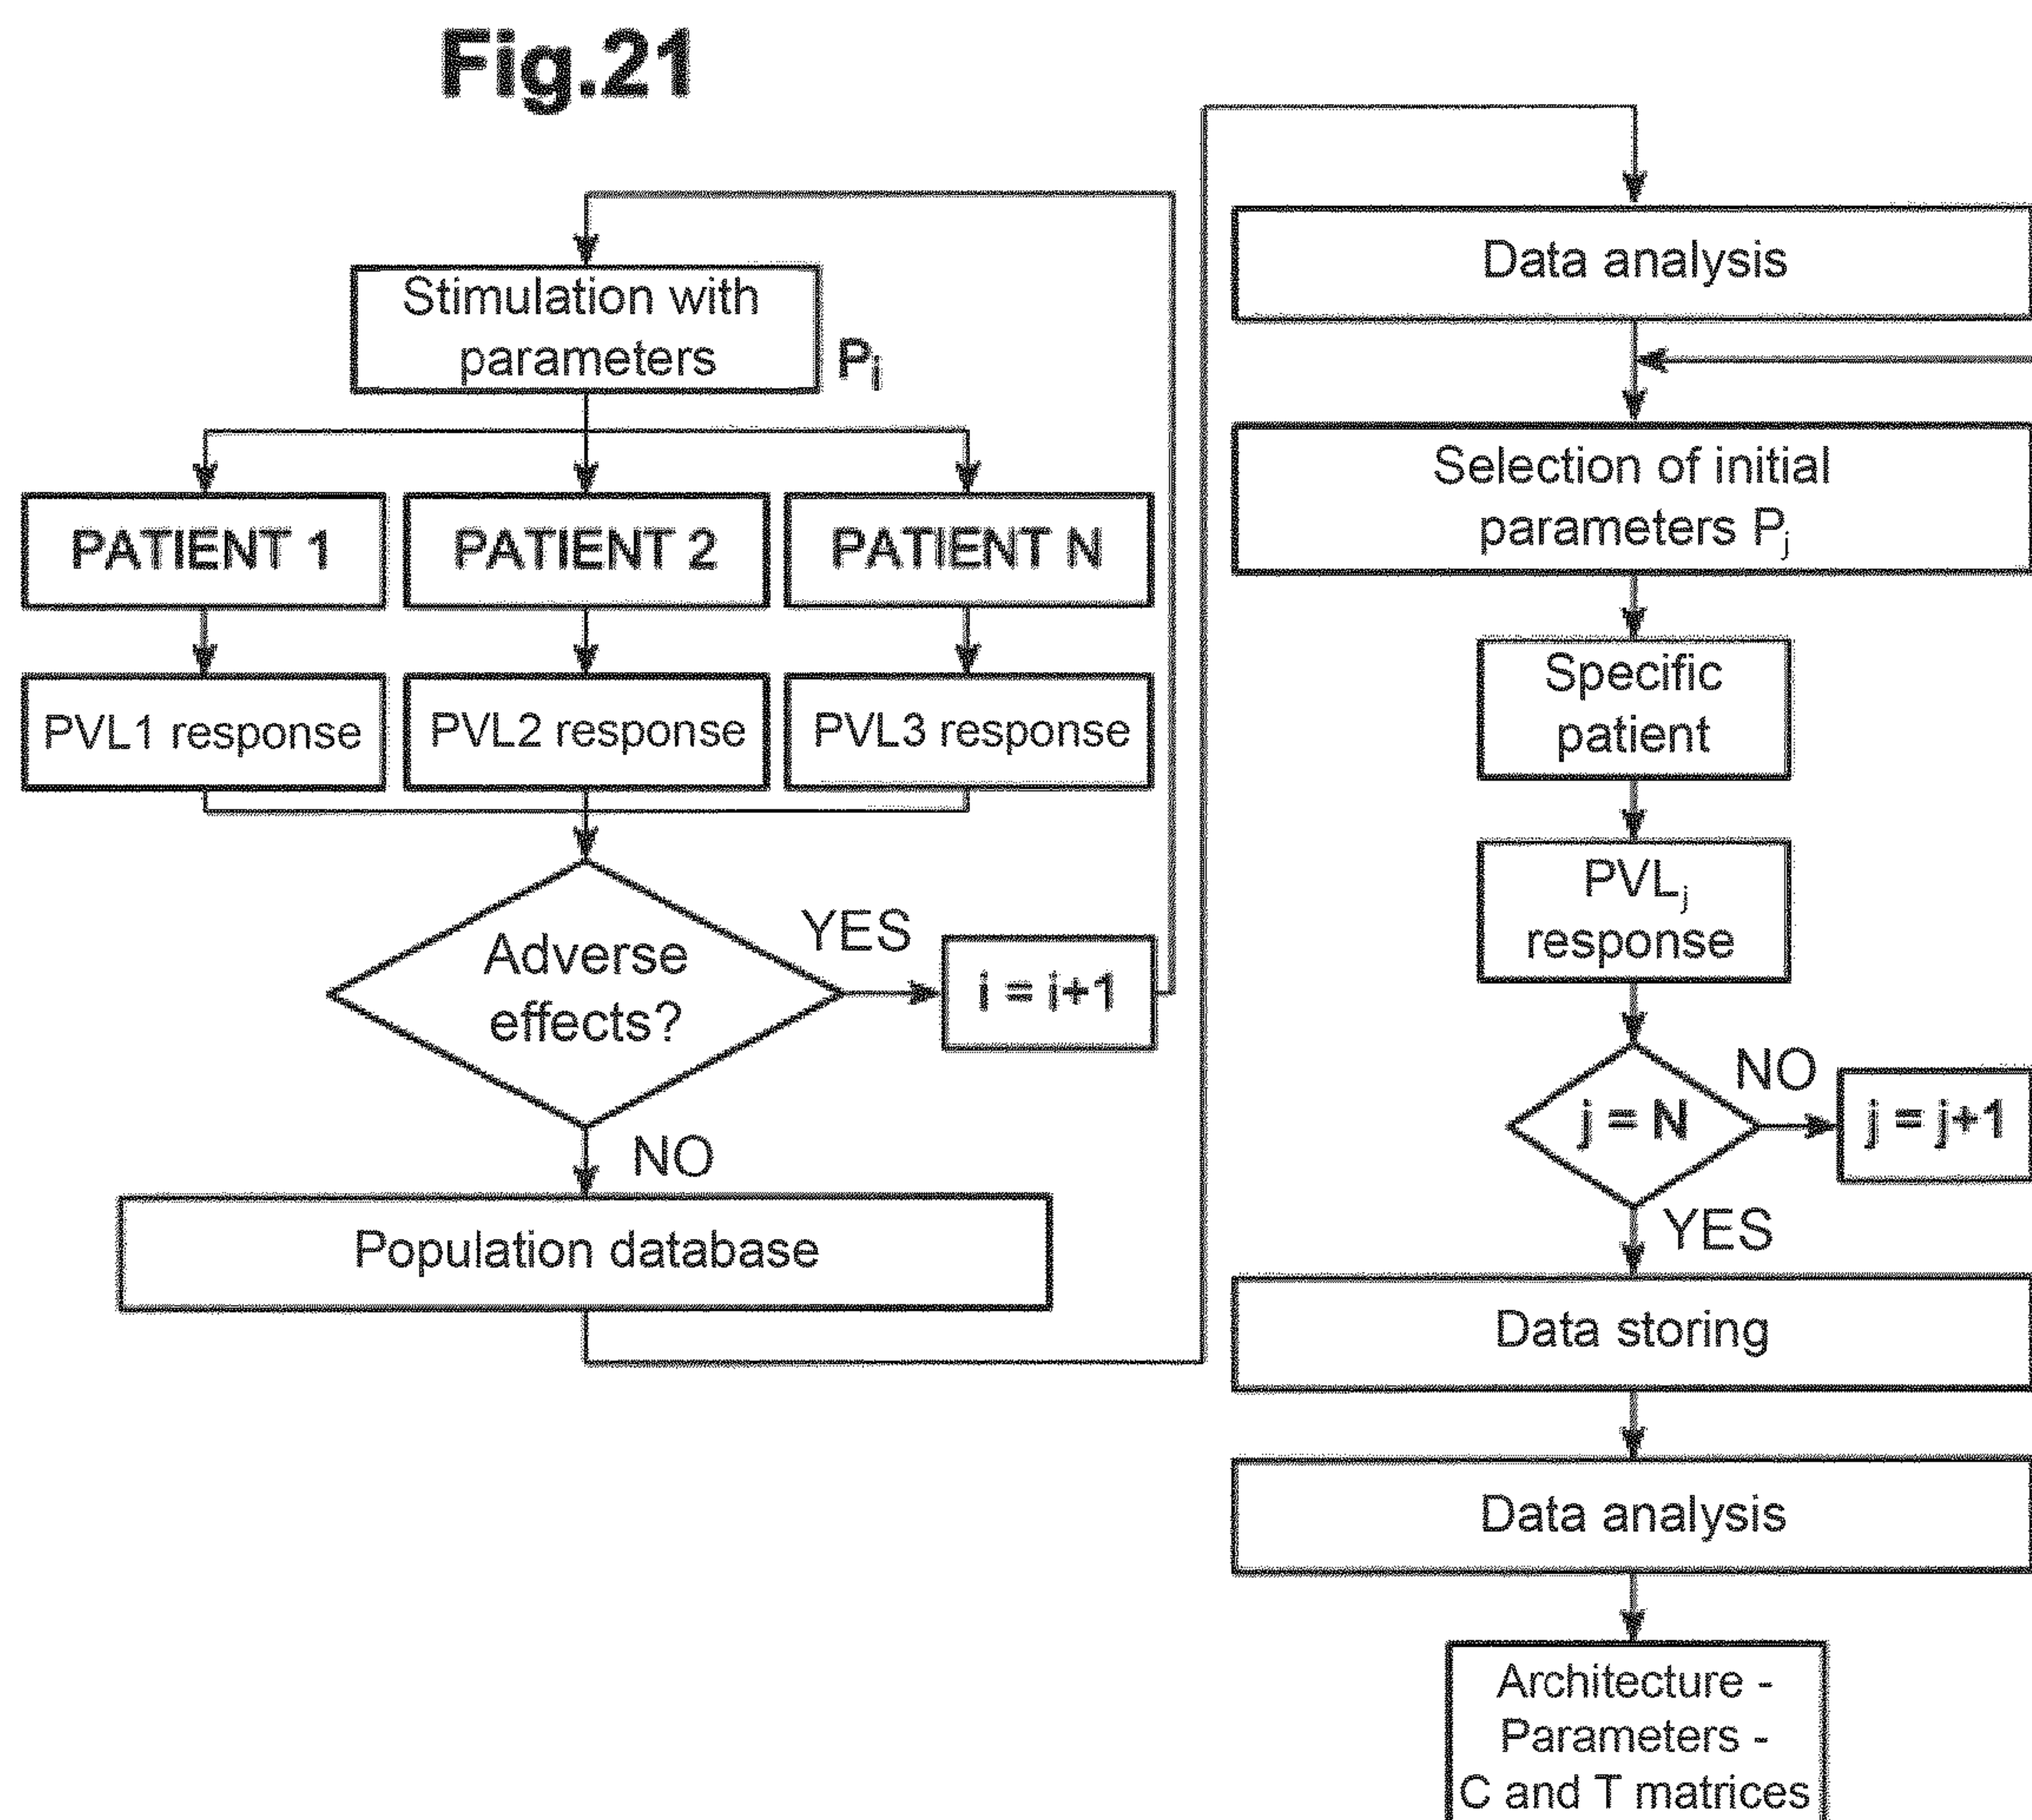 Fig.21
Stimulation with
parameters
Pi
PATIENT 1
PATIENT 2
PATIENT N
PVL1 response
PVL2 response
PVL3 response
Adverse
effects?
YES
i = i+1
NO
Population database
Data analysis
Selection of initial
parameters Pj
Specific
patient
PVLj
response
j = N
NO
j = j+1
YES
Data storing
Data analysis
Architecture -
Parameters -
C and T matrices